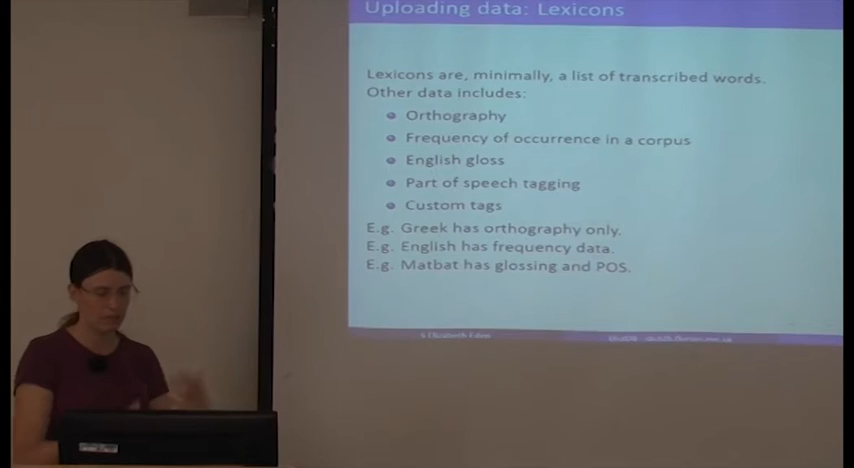 Uploading data: Lexicons
Lexicons are, minimally, a list of transcribed words.
Other data includes:
Orthography
Frequency of occurrence in a corpus
English gloss
Part of speech tagging
Custom tags
E.g. Greek has orthography only.
E.g. English has frequency data.
E.g. Matbat has glossing and POS.
Elizabeth Eden